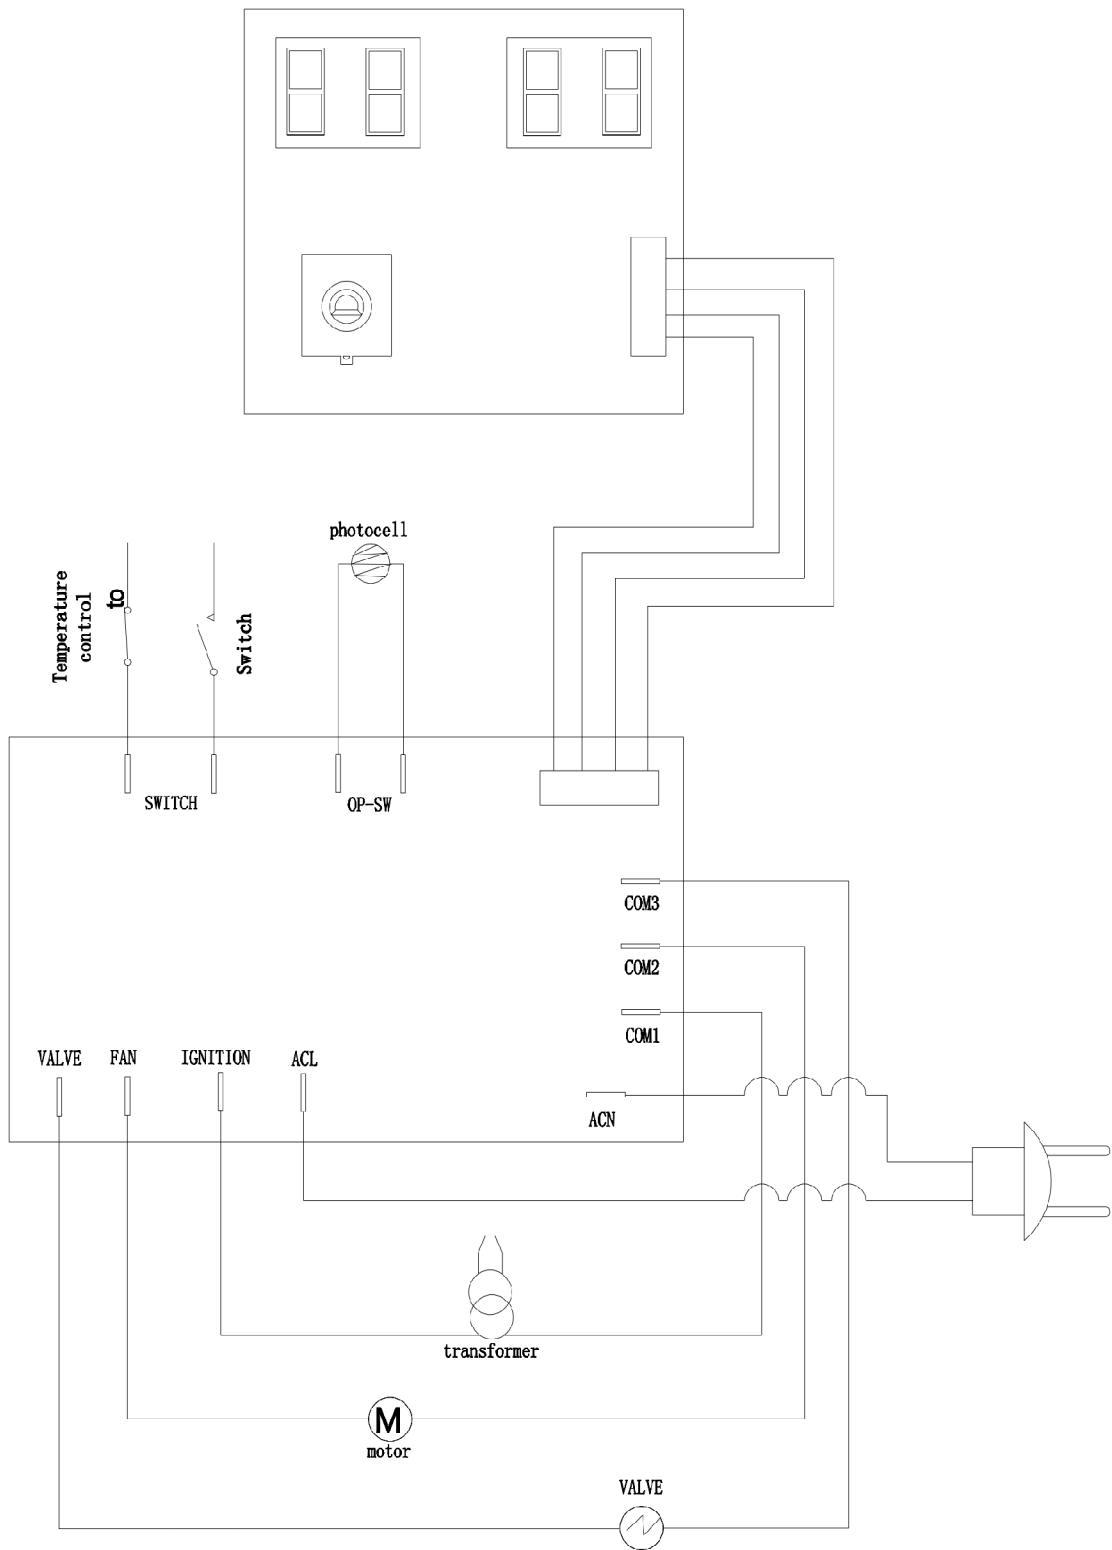 photocell
to
Temperature
control
Switch
SWITCH
OP-SW
COM3
COM2
COM1
VALVE
FAN
IGNITION
ACL
ACN
transformer
M
motor
VALVE